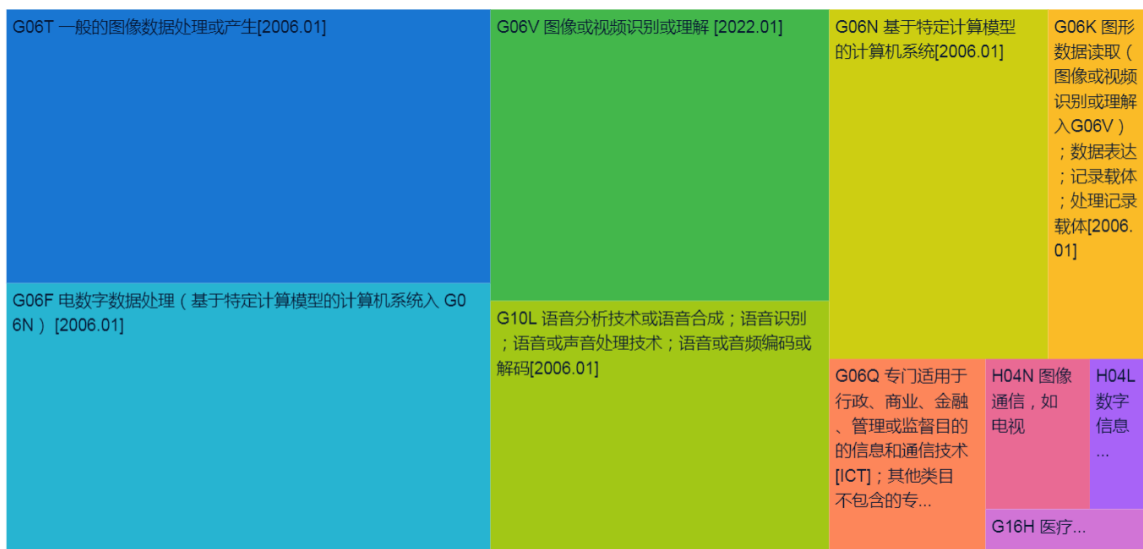 G06T 一般的图像数据处理或产生[2006.01]
G06F 电数字数据处理（基于特定计算模型的计算机系统入 G0
6N） [2006.01]
G06V 图像或视频识别或理解 [2022.01]
G10L 语音分析技术或语音合成；语音识别
；语音或声音处理技术；语音或音频编码或
解码[2006.01]
G06N 基于特定计算模型
的计算机系统[2006.01]
G06K 图形
数据读取（
图像或视频
识别或理解
入G06V）
；数据表达
；记录载体
；处理记录
载体[2006.
01]
G06Q 专门适用于
行政、商业、金融
、管理或监督目的
的信息和通信技术
[ICT]；其他类目
不包含的专...
H04N 图像
通信，如
电视
H04L
数字
信息
...
G16H 医疗...